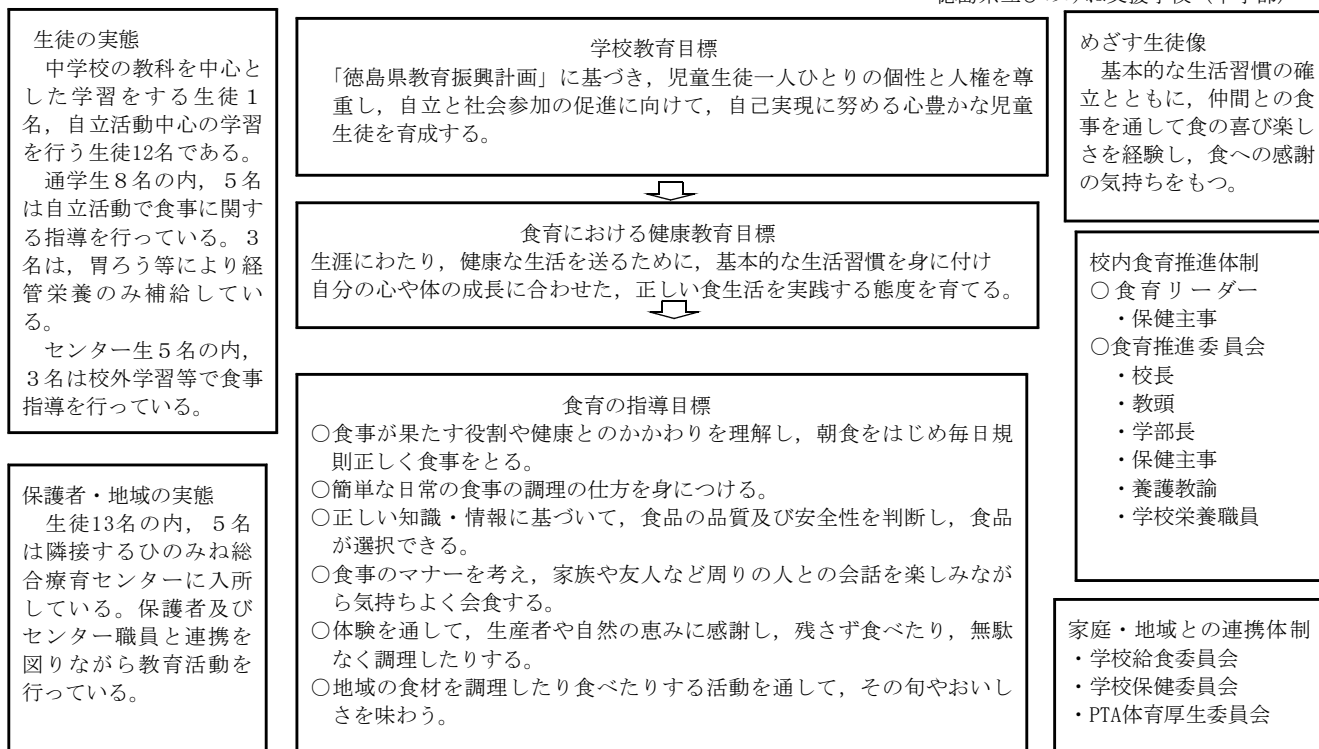 生徒の実態
中学校の教科を中心と
した学習をする生徒１
名，自立活動中心の学習
を行う生徒12名である。
通学生８名の内，５名
は自立活動で食事に関す
る指導を行っている。３
名は，胃ろう等により経
管栄養のみ補給してい
る。
センター生５名の内，
３名は校外学習等で食事
指導を行っている。
保護者・地域の実態
生徒13名の内，５名
は隣接するひのみね総
合療育センターに入所
している。保護者及び
センター職員と連携を
図りながら教育活動を
行っている。
学校教育目標
「徳島県教育振興計画」に基づき，児童生徒一人ひとりの個性と人権を尊
重し，自立と社会参加の促進に向けて，自己実現に努める心豊かな児童
生徒を育成する。
食育における健康教育目標
生涯にわたり，健康な生活を送るために，基本的な生活習慣を身に付け
自分の心や体の成長に合わせた，正しい食生活を実践する態度を育てる。
食育の指導目標
○食事が果たす役割や健康とのかかわりを理解し，朝食をはじめ毎日規
則正しく食事をとる。
○簡単な日常の食事の調理の仕方を身につける。
○正しい知識・情報に基づいて，食品の品質及び安全性を判断し，食品
が選択できる。
○食事のマナーを考え，家族や友人など周りの人との会話を楽しみなが
ら気持ちよく会食する。
○体験を通して，生産者や自然の恵みに感謝し，残さず食べたり，無駄
なく調理したりする。
○地域の食材を調理したり食べたりする活動を通して，その旬やおいし
さを味わう。
めざす生徒像
基本的な生活習慣の確
立とともに，仲間との食
事を通して食の喜び楽し
さを経験し，食への感謝
の気持ちをもつ。
校内食育推進体制
○食育リーダー
・保健主事
○食育推進委員会
・校長
・教頭
・学部長
・保健主事
・養護教諭
・学校栄養職員
家庭・地域との連携体制
・学校給食委員会
・学校保健委員会
・PTA体育厚生委員会